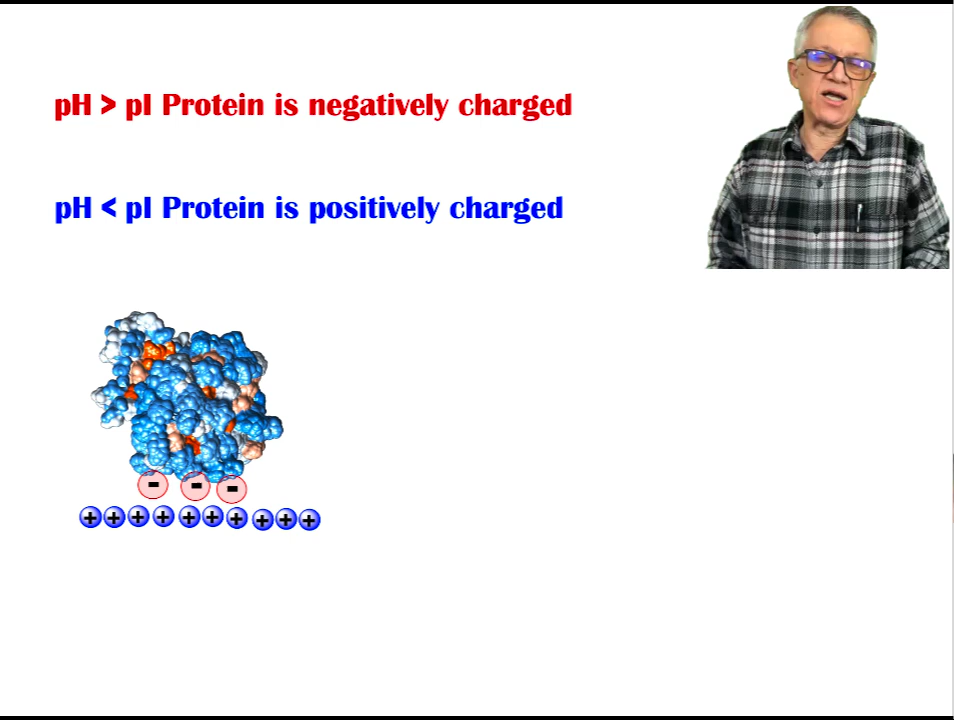 pH > pI Protein is negatively charged
pH < pI Protein is positively charged
- - -
+ + + + + + + + + +